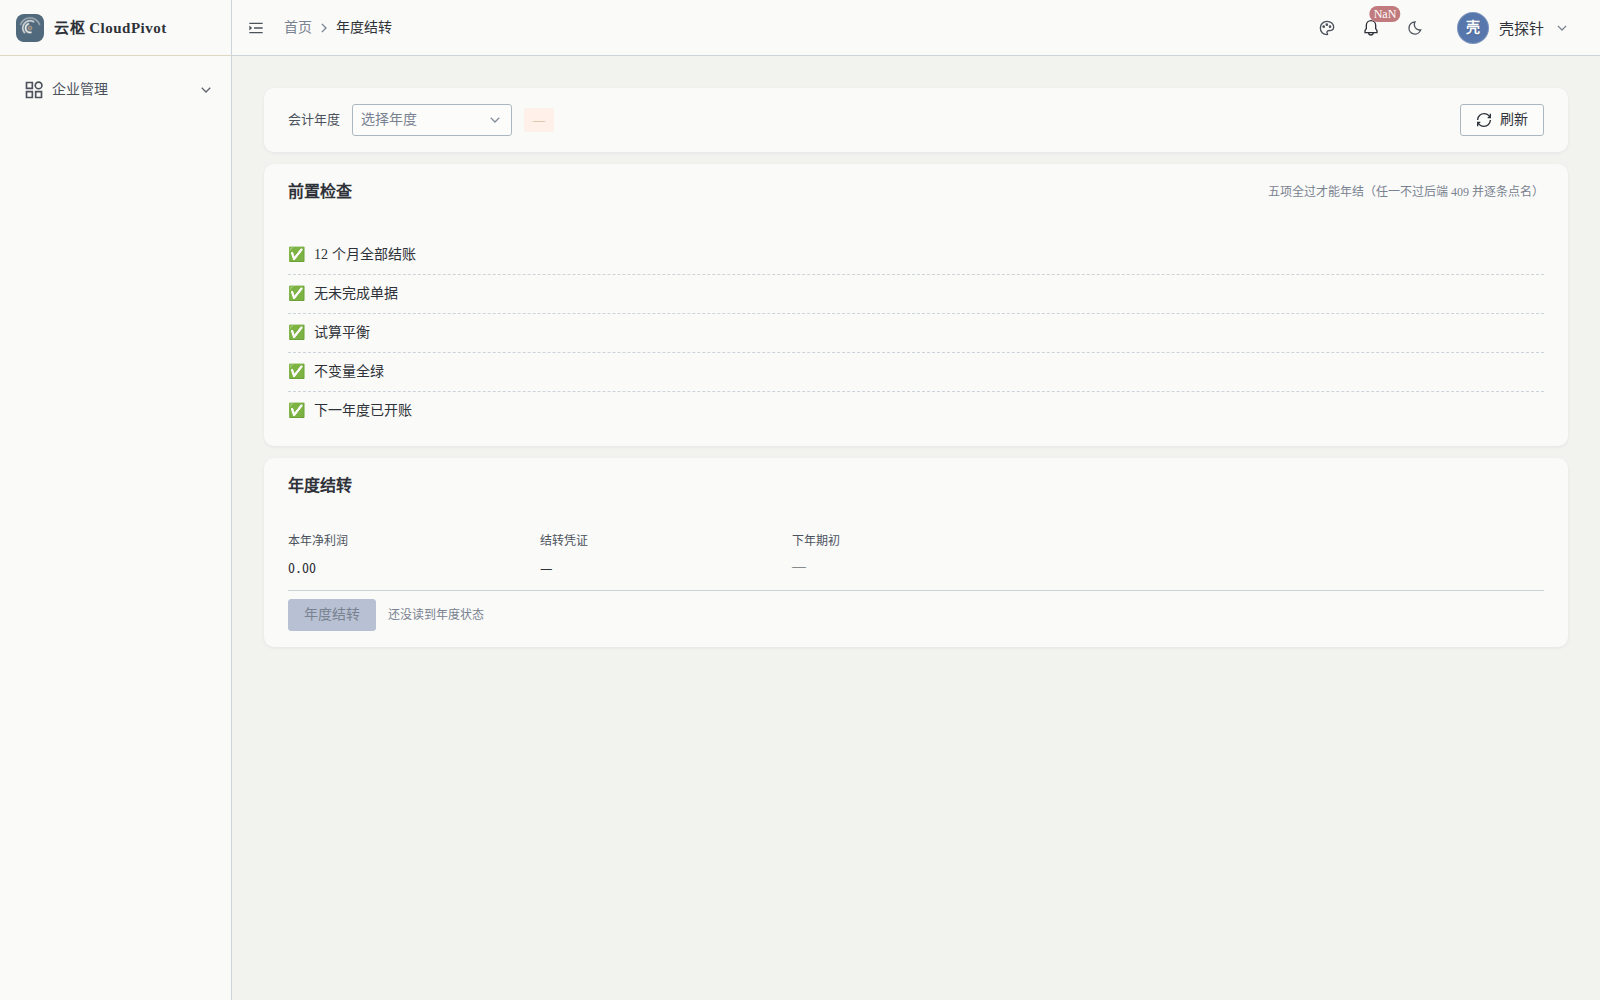 云枢 CloudPivot
首页 > 年度结转
NaN
壳
壳探针
企业管理
会计年度
选择年度
—
刷新
前置检查
五项全过才能年结（任一不过后端 409 并逐条点名）
✅ 12 个月全部结账
✅ 无未完成单据
✅ 试算平衡
✅ 不变量全绿
✅ 下一年度已开账
年度结转
本年净利润
结转凭证
下年期初
0.00
—
—
年度结转
还没读到年度状态